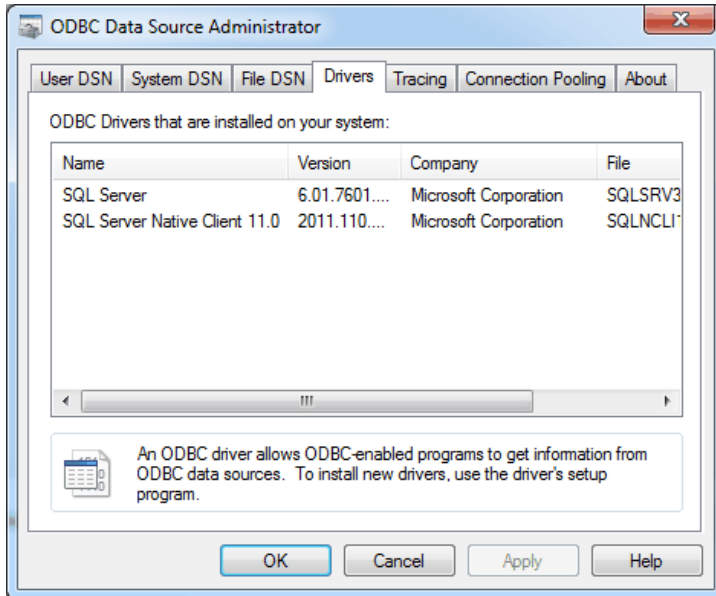 ODBC Data Source Administrator
User DSN System DSN File DSN Drivers Tracing Connection Pooling About
ODBC Drivers that are installed on your system:
Name Version Company File
SQL Server 6.01.7601.... Microsoft Corporation SQLSRV3
SQL Server Native Client 11.0 2011.110.... Microsoft Corporation SQLNCLI1
An ODBC driver allows ODBC-enabled programs to get information from
ODBC data sources. To install new drivers, use the driver's setup
program.
OK Cancel Apply Help